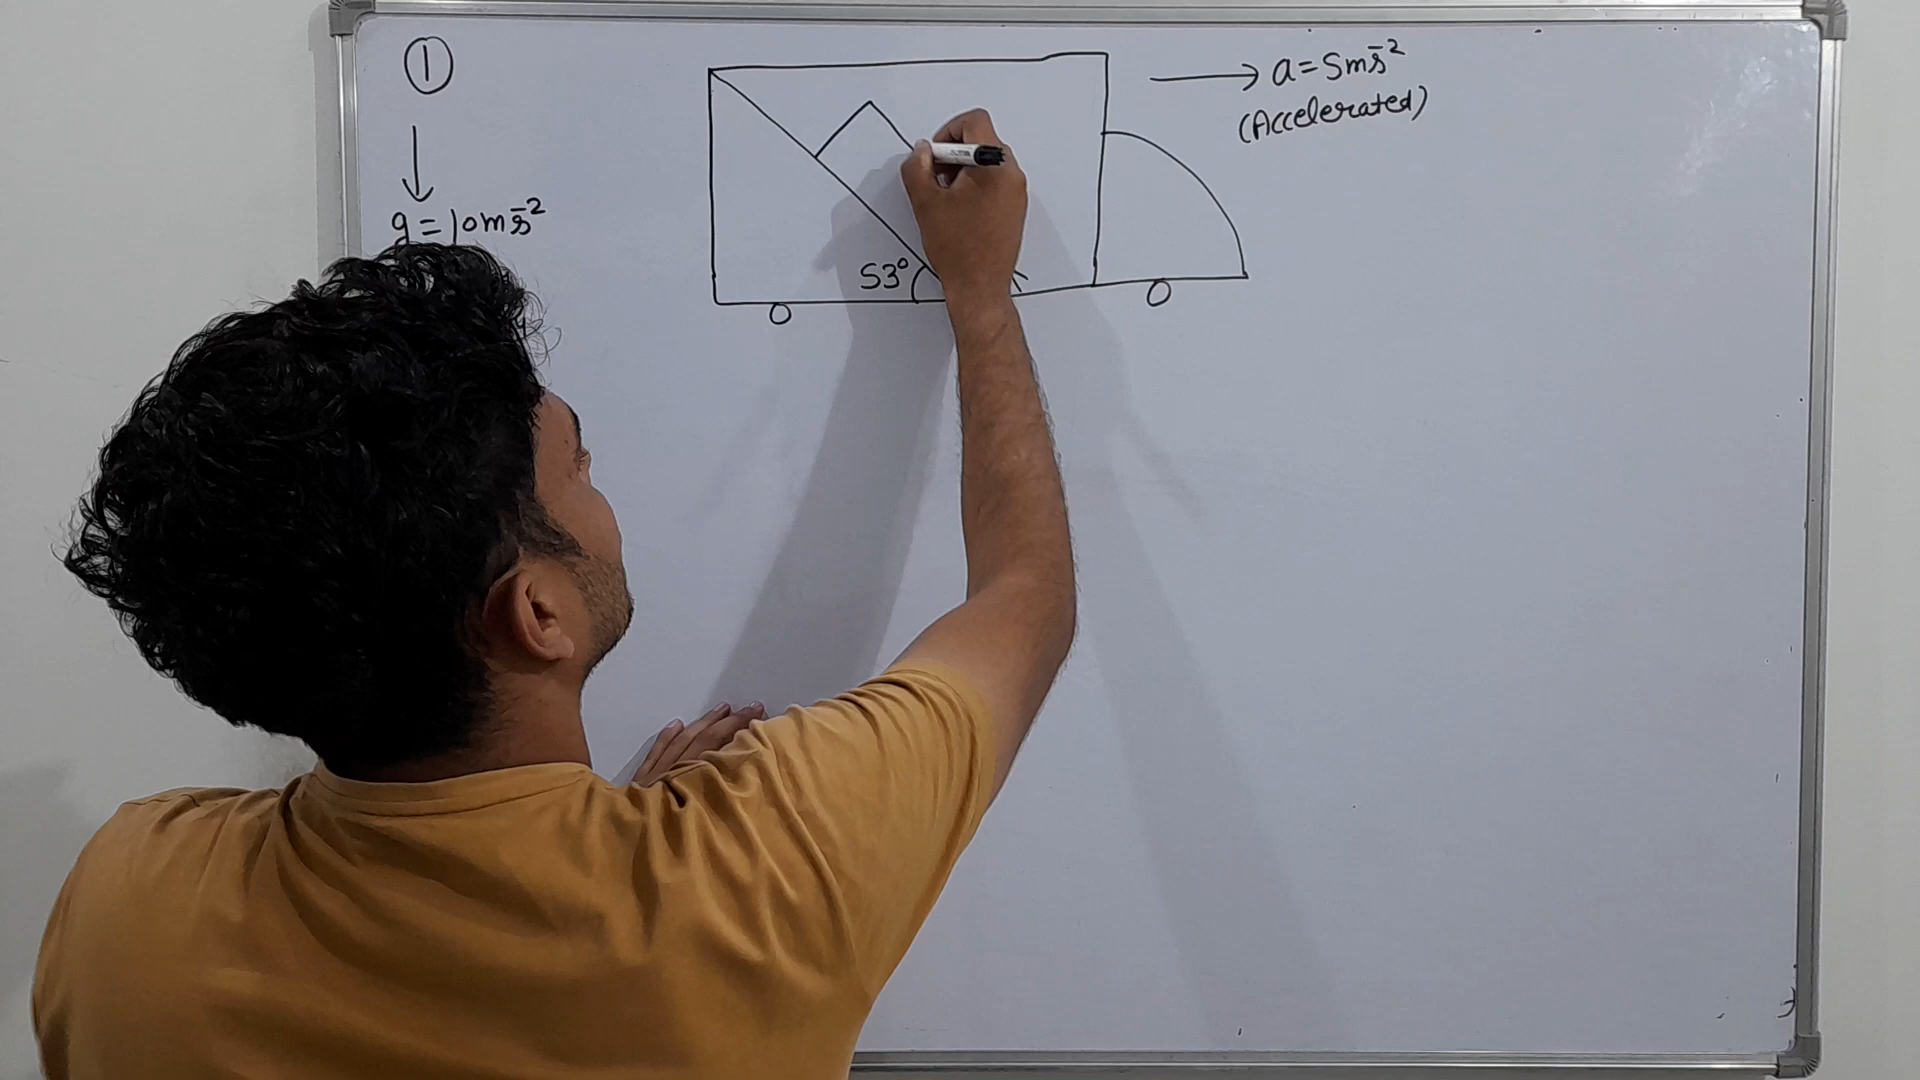 ①
a = 5ms̄²
(Accelerated)
g = 10ms̄²
53°